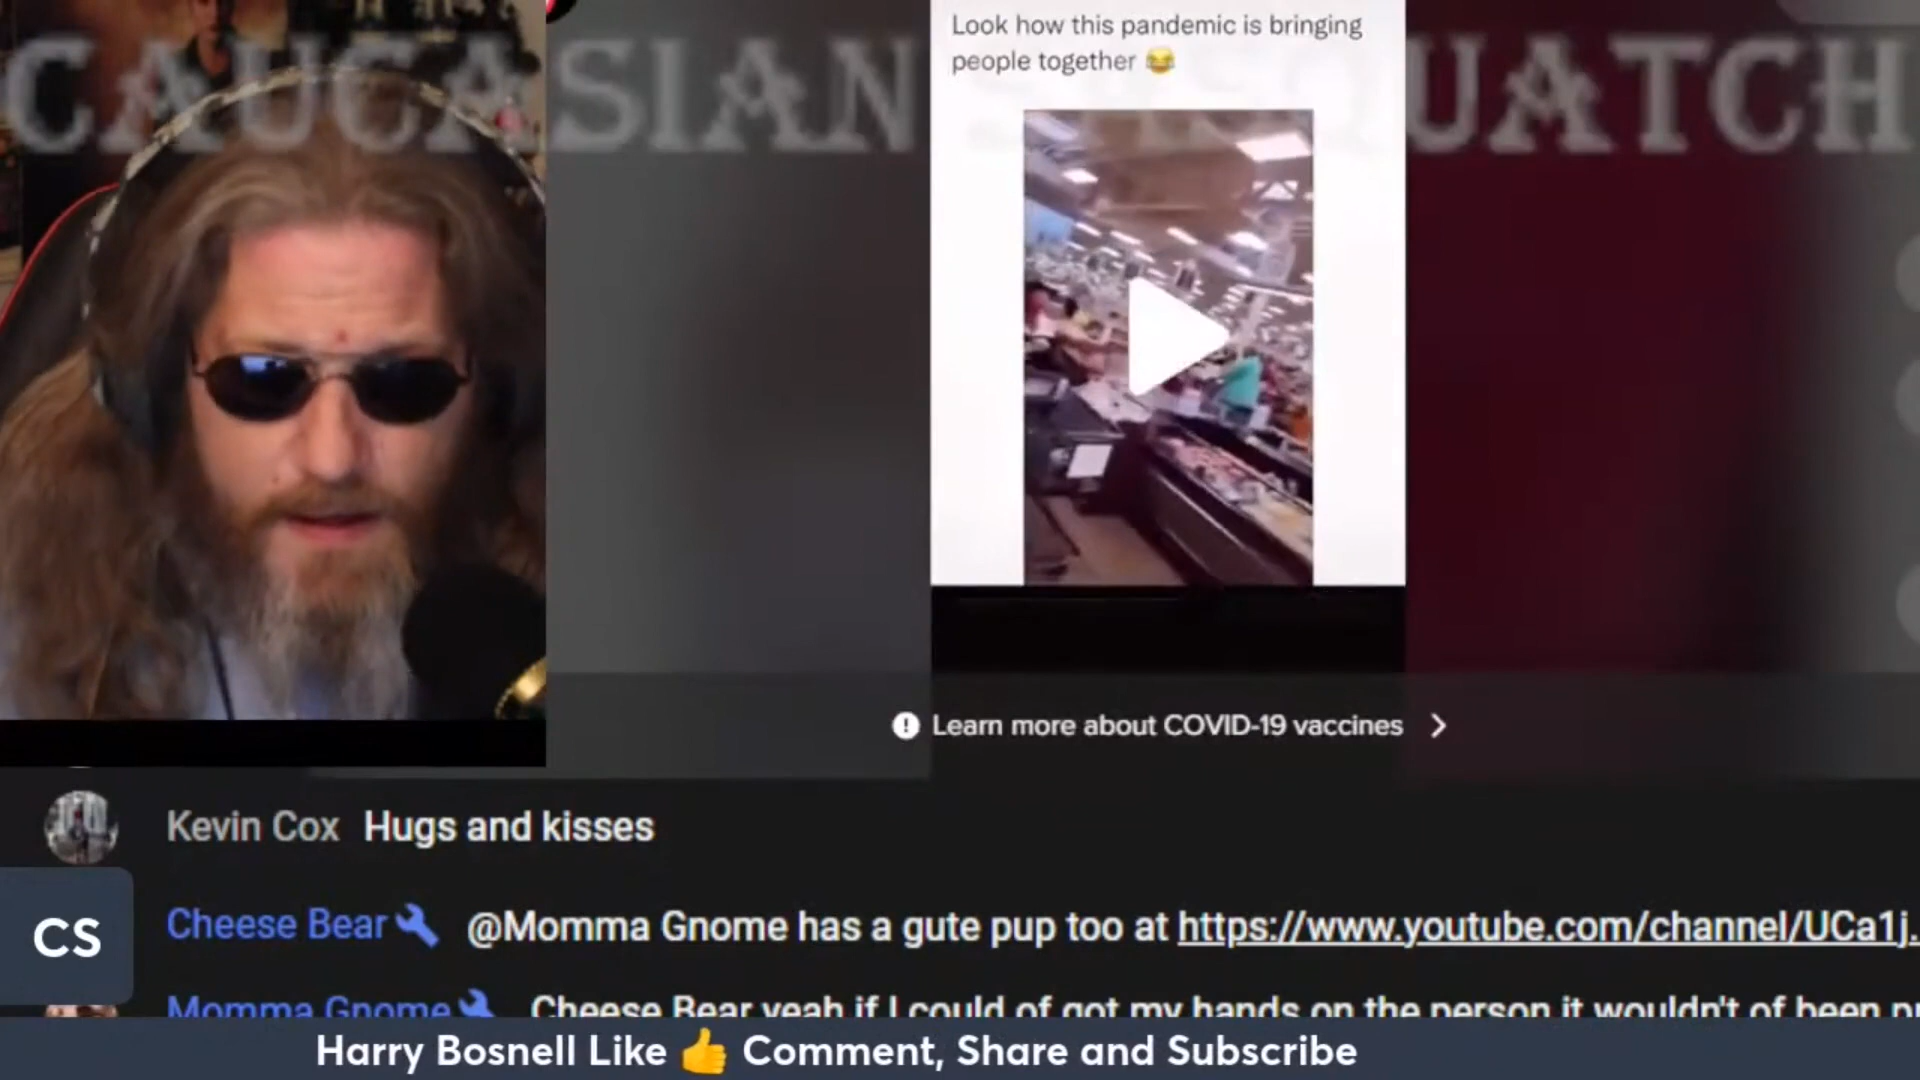 CAUCASIAN SASQUATCH
Look how this pandemic is bringing
people together 😂
Learn more about COVID-19 vaccines
Kevin Cox Hugs and kisses
CS
Cheese Bear @Momma Gnome has a gute pup too at https://www.youtube.com/channel/UCa1j.
Momma Gnome Cheese Bear yeah if I could of got my hands on the person it wouldn't of been
Harry Bosnell Like 👍 Comment, Share and Subscribe